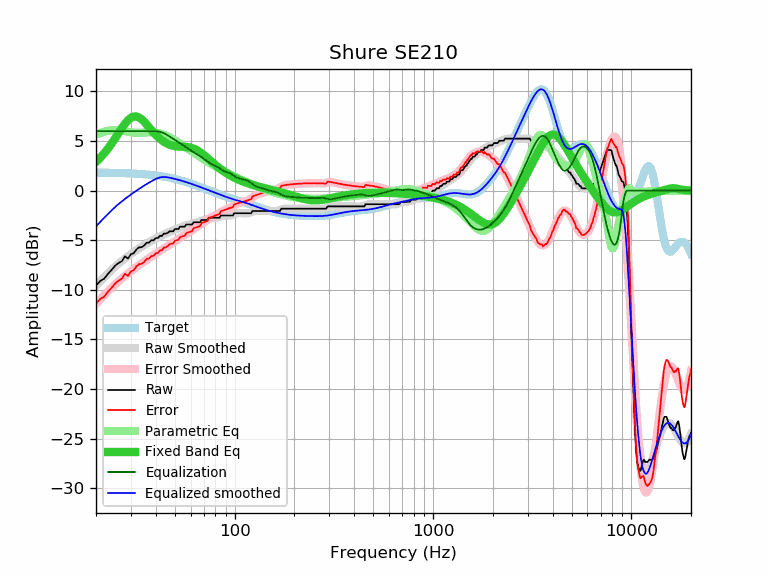 Shure SE210
Amplitude (dBr)
10
5
0
−5
−10
−15
−20
−25
−30
Target
Raw Smoothed
Error Smoothed
Raw
Error
Parametric Eq
Fixed Band Eq
Equalization
Equalized smoothed
100
1000
10000
Frequency (Hz)